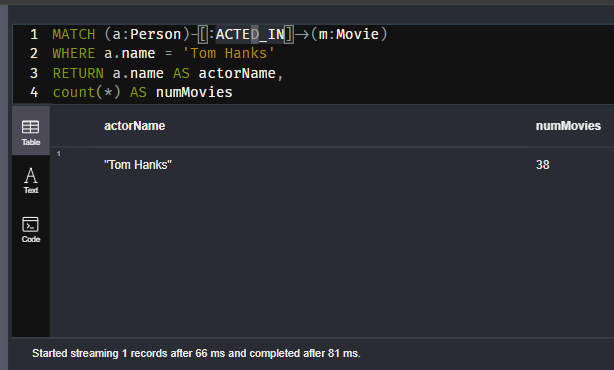 1 MATCH (a:Person)-[:ACTED_IN]->(m:Movie)
2 WHERE a.name = 'Tom Hanks'
3 RETURN a.name AS actorName,
4 count(*) AS numMovies
Table
Text
Code
actorName numMovies
1 "Tom Hanks" 38
Started streaming 1 records after 66 ms and completed after 81 ms.